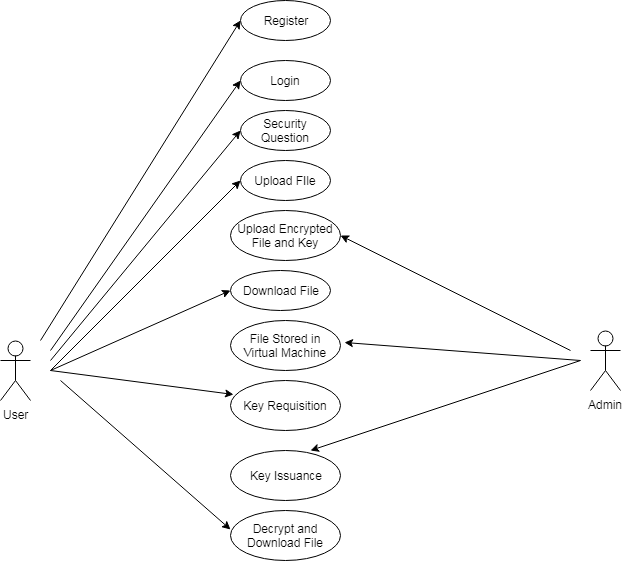 Register
Login
Security
Question
Upload FIle
Upload Encrypted
File and Key
Download File
File Stored in
Virtual Machine
User
Admin
Key Requisition
Key Issuance
Decrypt and
Download File